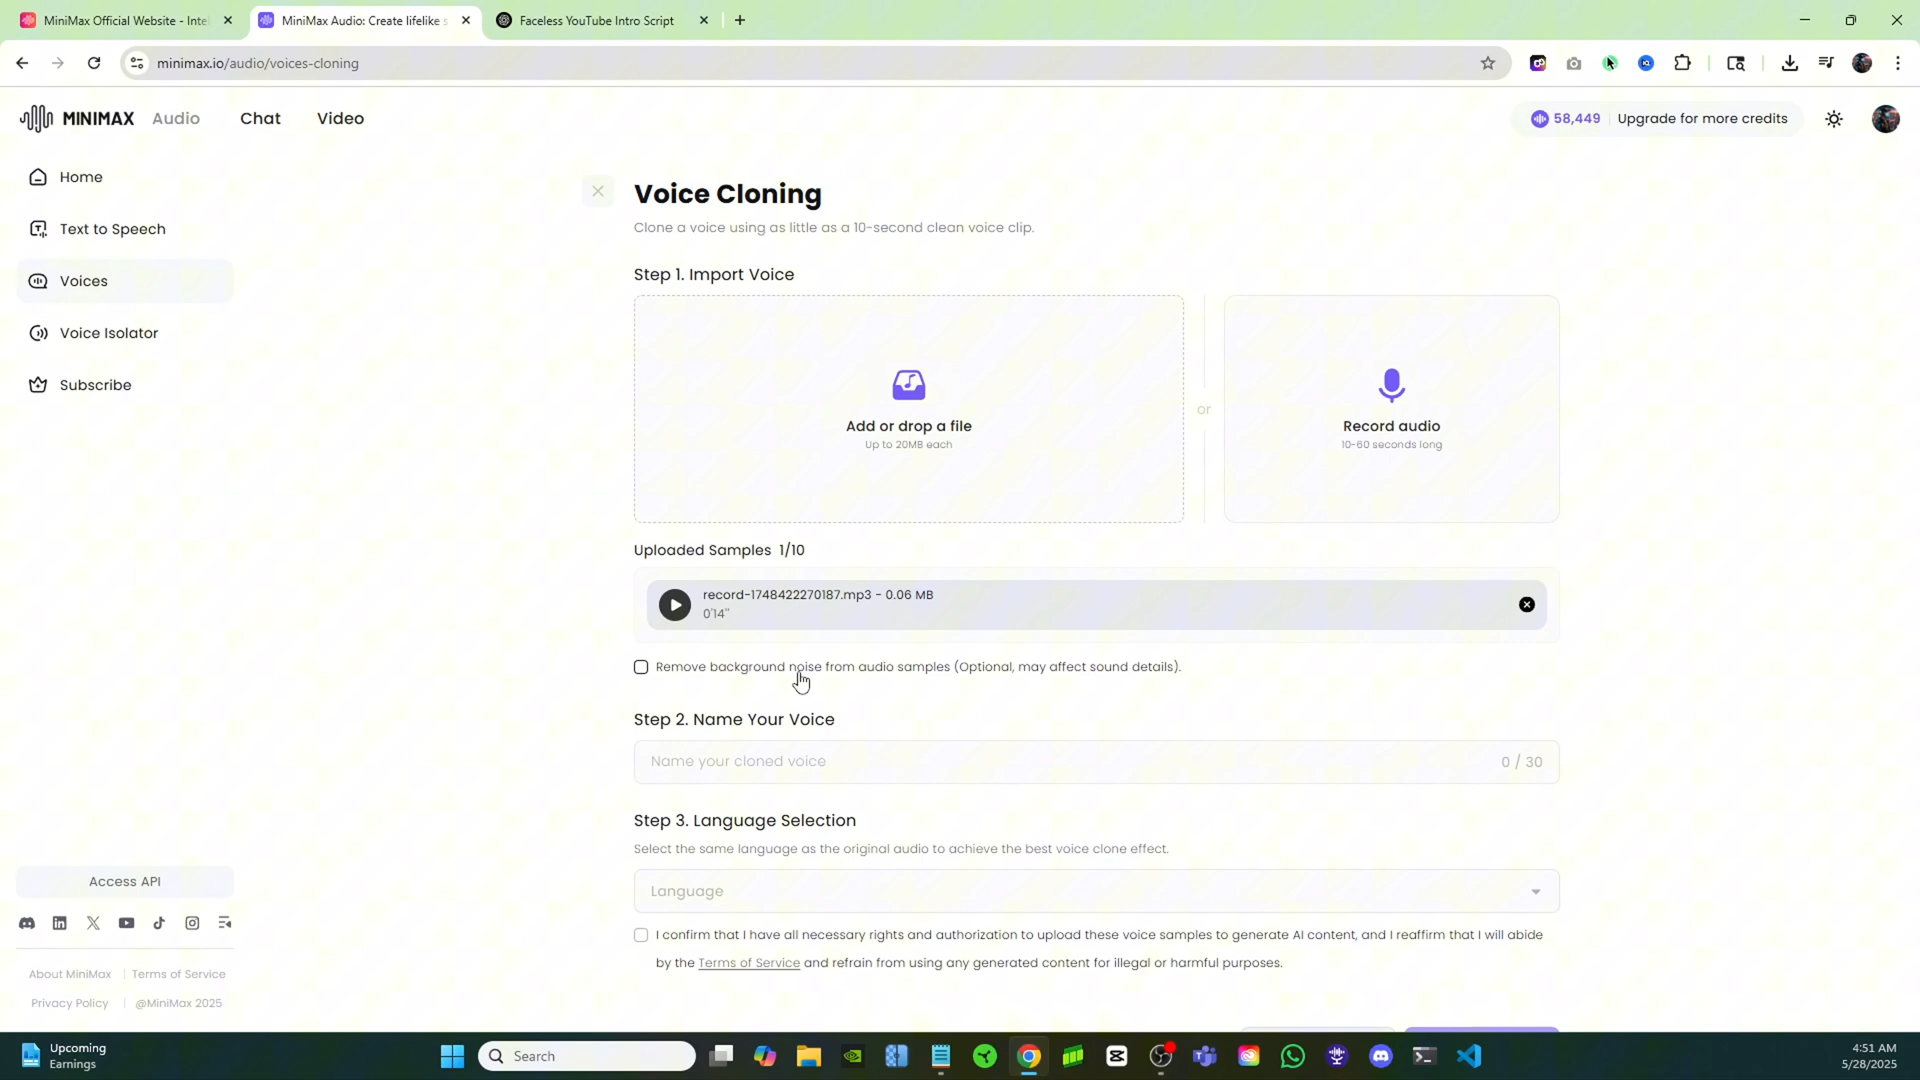 MiniMax Official Website - Intel
MiniMax Audio: Create lifelike s
Faceless YouTube Intro Script
minimax.io/audio/voices-cloning
MINIMAX Audio Chat Video
58,449 Upgrade for more credits
Home
Text to Speech
Voices
Voice Isolator
Subscribe
Voice Cloning
Clone a voice using as little as a 10-second clean voice clip.
Step 1. Import Voice
Add or drop a file
Up to 20MB each
or
Record audio
10-60 seconds long
Uploaded Samples 1/10
record-1748422270187.mp3 - 0.06 MB
0'14"
Remove background noise from audio samples (Optional, may affect sound details).
Step 2. Name Your Voice
Name your cloned voice 0 / 30
Step 3. Language Selection
Select the same language as the original audio to achieve the best voice clone effect.
Language
I confirm that I have all necessary rights and authorization to upload these voice samples to generate AI content, and I reaffirm that I will abide
by the Terms of Service and refrain from using any generated content for illegal or harmful purposes.
Access API
About MiniMax Terms of Service
Privacy Policy @MiniMax 2025
Upcoming
Earnings
Search
4:51 AM
5/28/2025